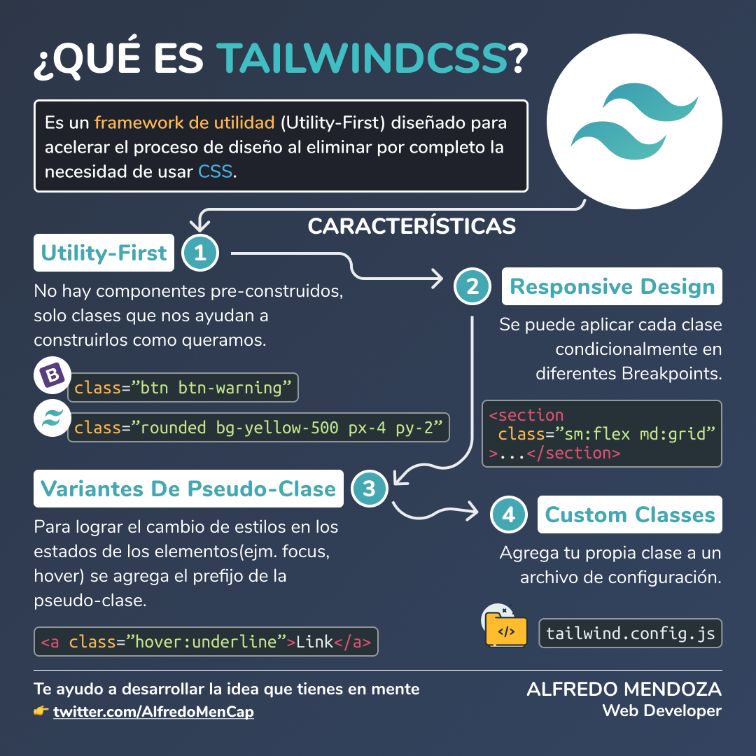 ¿QUÉ ES TAILWINDCSS?
Es un framework de utilidad (Utility-First) diseñado para
acelerar el proceso de diseño al eliminar por completo la
necesidad de usar CSS.
CARACTERÍSTICAS
Utility-First 1
No hay componentes pre-construidos,
solo clases que nos ayudan a
construirlos como queramos.
B
class=”btn btn-warning”
class=”rounded bg-yellow-500 px-4 py-2”
2 Responsive Design
Se puede aplicar cada clase
condicionalmente en
diferentes Breakpoints.
<section
class=”sm:flex md:grid”
>...</section>
Variantes De Pseudo-Clase 3
Para lograr el cambio de estilos en los
estados de los elementos(ejm. focus,
hover) se agrega el prefijo de la
pseudo-clase.
<a class=”hover:underline”>Link</a>
4 Custom Classes
Agrega tu propia clase a un
archivo de configuración.
</>
tailwind.config.js
Te ayudo a desarrollar la idea que tienes en mente
👉 twitter.com/AlfredoMenCap
ALFREDO MENDOZA
Web Developer